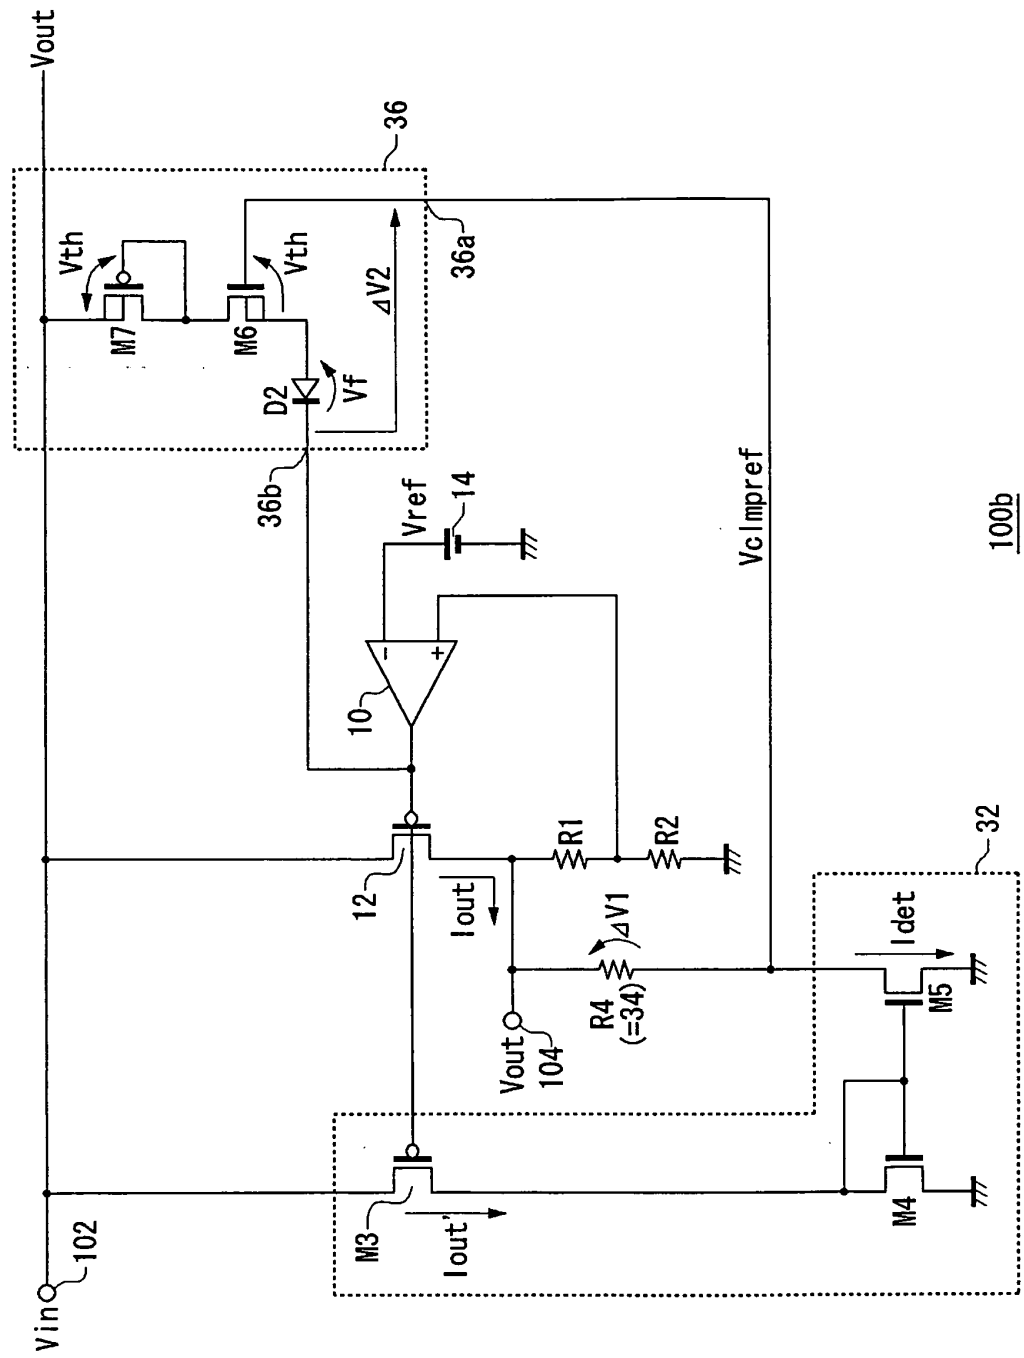 Vin
102
Vout
36
Vth
M7
Vth
M6
ΔV2
36a
D2
Vf
36b
Vref
14
10
12
Iout
R1
R2
Vout
104
R4
(=34)
ΔV1
Vclmpref
32
M3
Iout'
M4
M5
Idet
100b